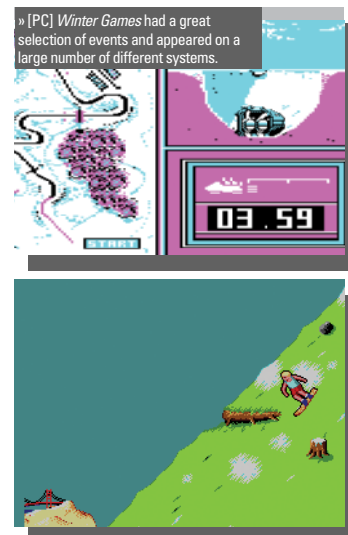 » [PC] Winter Games had a great
selection of events and appeared on a
large number of different systems.
03.59
START